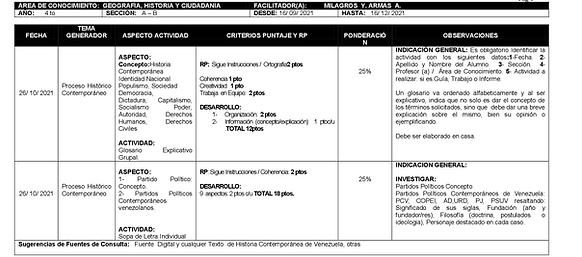 AREA DE CONOCIMIENTO: GEOGRAFIA, HISTORIA Y CIUDADANIA FACILITADOR(A): MILAGROS Y. ARMAS A.
AÑO: 4 to SECCIÓN: A – B DESDE: 16/ 09/ 2021 HASTA: 16/ 12/ 2021
FECHA
TEMA
GENERADOR
ASPECTO ACTIVIDAD
CRITERIOS PUNTAJE Y RP
PONDERACIÓ
N
OBSERVACIONES
26/ 10/ 2021
Proceso Histórico
Contemporáneo
ASPECTO:
Concepto:Historia
Contemporánea
Identidad Nacional
Populismo, Sociedad
Democracia,
Dictadura, Capitalismo,
Socialismo Poder,
Autoridad, Derechos
Humanos, Derechos
Civiles
ACTIVIDAD:
Glosario Explicativo
Grupal.
RP: Sigue Instrucciones / Ortografía:2 ptos
Coherencia:1 pto
Creatividad: 1 pto
Trabaja en Equipo: 2 ptos
DESARROLLO:
1- Organización: 2 ptos
2- Información (concepto/explicación) 1 pto/u
TOTAL 12ptos
25%
INDICACIÓN GENERAL: Es obligatorio Identificar la
actividad con los siguientes datos:1-Fecha. 2-
Apellido y Nombre del Alumno. 3- Sección. 4-
Profesor (a) / Área de Conocimiento. 5- Actividad a
realizar: si es Guía, Tema, Informe etc.
Un glosario va ordenado alfabéticamente y al ser
explicativo, indica que no solo es dar el concepto de
los términos solicitados, sino que debe dar una breve
explicación sobre el mismo, bien su opinión o
ejemplificando.
Debe ser elaborado en casa.
26/ 10/ 2021
Proceso Histórico
Contemporáneo
ASPECTO:
1- Partido Político:
Concepto.
2- Partidos Políticos
Contemporáneos
venezolanos.
ACTIVIDAD:
Sopa de Letra Individual
RP: Sigue Instrucciones / Coherencia: 2 ptos
DESARROLLO:
9 aspectos 2 ptos c/u TOTAL 18 ptos.
25%
INDICACION GENERAL:
INVESTIGAR:
Partidos Políticos Concepto
Partidos Políticos Contemporáneos de Venezuela:
PCV, COPEI, AD,URD, PJ, PSUV resaltando:
Significado de sus siglas, Fundación (año y
fundador/res), Filosofía (doctrina, postulados o
ideología), Personaje destacado en cada caso.
Sugerencias de Fuentes de Consulta: Fuente Digital y cualquier Texto de Historia Contemporánea de Venezuela, otras